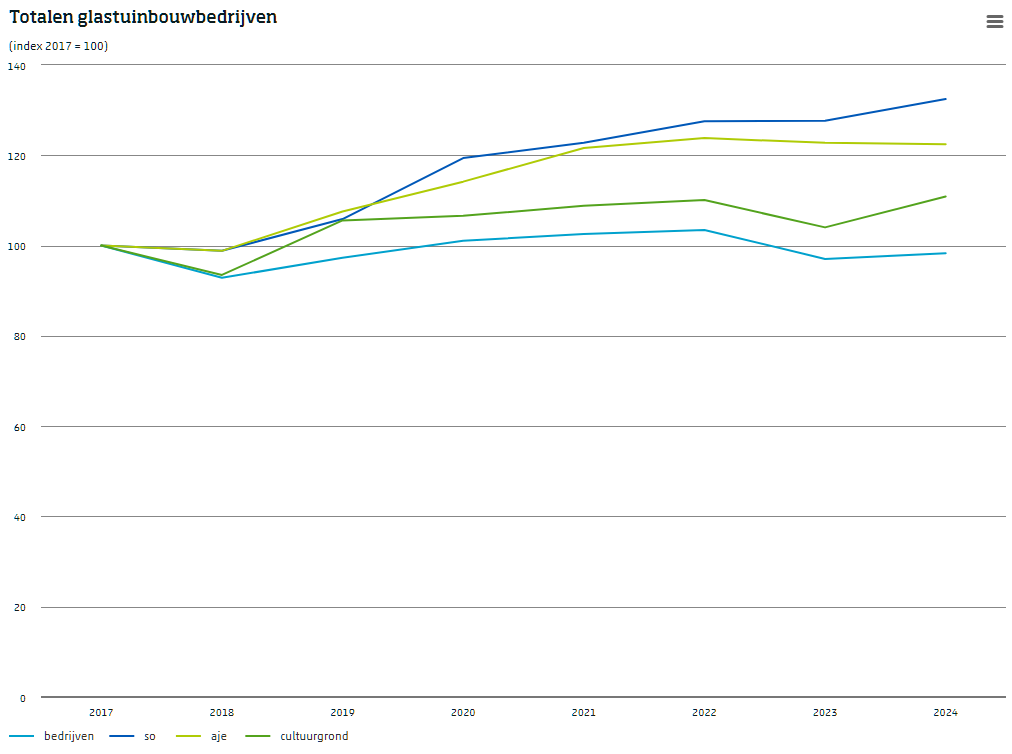 Totalen glastuinbouwbedrijven
(index 2017 = 100)
140
120
100
80
60
40
20
0
2017 2018 2019 2020 2021 2022 2023 2024
bedrijven so aje cultuurgrond